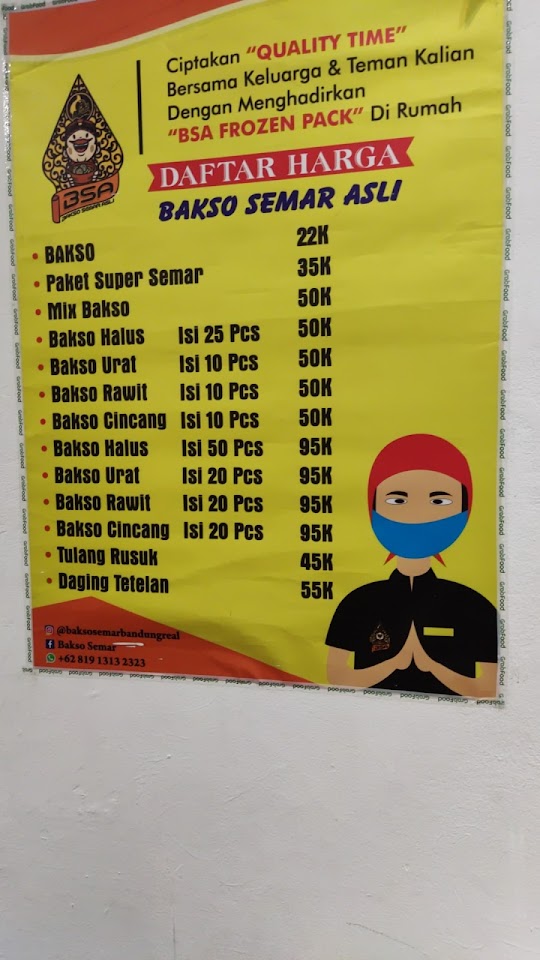 Ciptakan "QUALITY TIME"
Bersama Keluarga & Teman Kalian
Dengan Menghadirkan
"BSA FROZEN PACK" Di Rumah
BSA
BAKSO SEMAR ASLI
DAFTAR HARGA
BAKSO SEMAR ASLI
• BAKSO 22K
• Paket Super Semar 35K
• Mix Bakso 50K
• Bakso Halus Isi 25 Pcs 50K
• Bakso Urat Isi 10 Pcs 50K
• Bakso Rawit Isi 10 Pcs 50K
• Bakso Cincang Isi 10 Pcs 50K
• Bakso Halus Isi 50 Pcs 95K
• Bakso Urat Isi 20 Pcs 95K
• Bakso Rawit Isi 20 Pcs 95K
• Bakso Cincang Isi 20 Pcs 95K
• Tulang Rusuk 45K
• Daging Tetelan 55K
@baksosemarbandungreal
Bakso Semar
+62 819 1313 2323
GrabFood